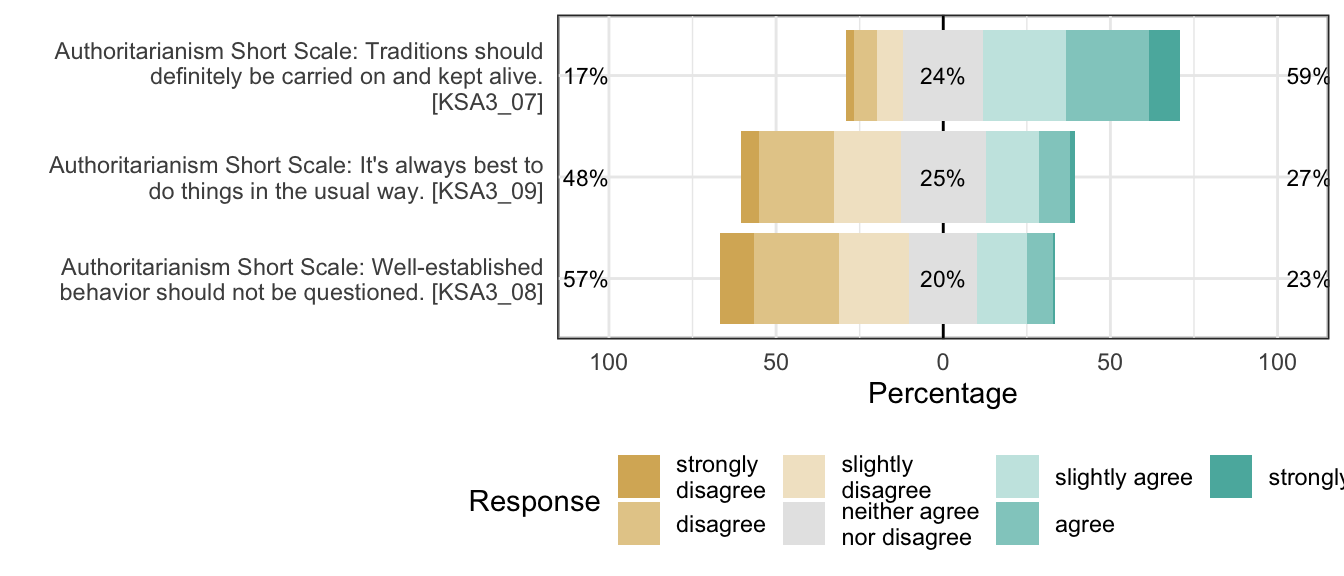 Authoritarianism Short Scale: Traditions should
definitely be carried on and kept alive.
[KSA3_07]
17% 24% 59%
Authoritarianism Short Scale: It's always best to
do things in the usual way. [KSA3_09]
48% 25% 27%
Authoritarianism Short Scale: Well-established
behavior should not be questioned. [KSA3_08]
57% 20% 23%
100 50 0 50 100
Percentage
Response
strongly
disagree
disagree
slightly
disagree
neither agree
nor disagree
slightly agree
agree
strongly